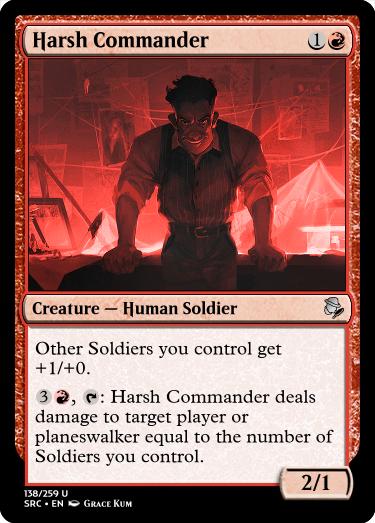 Harsh Commander 1
Creature — Human Soldier
Other Soldiers you control get
+1/+0.
3, : Harsh Commander deals
damage to target player or
planeswalker equal to the number of
Soldiers you control.
2/1
138/259 U
SRC • EN Grace Kum